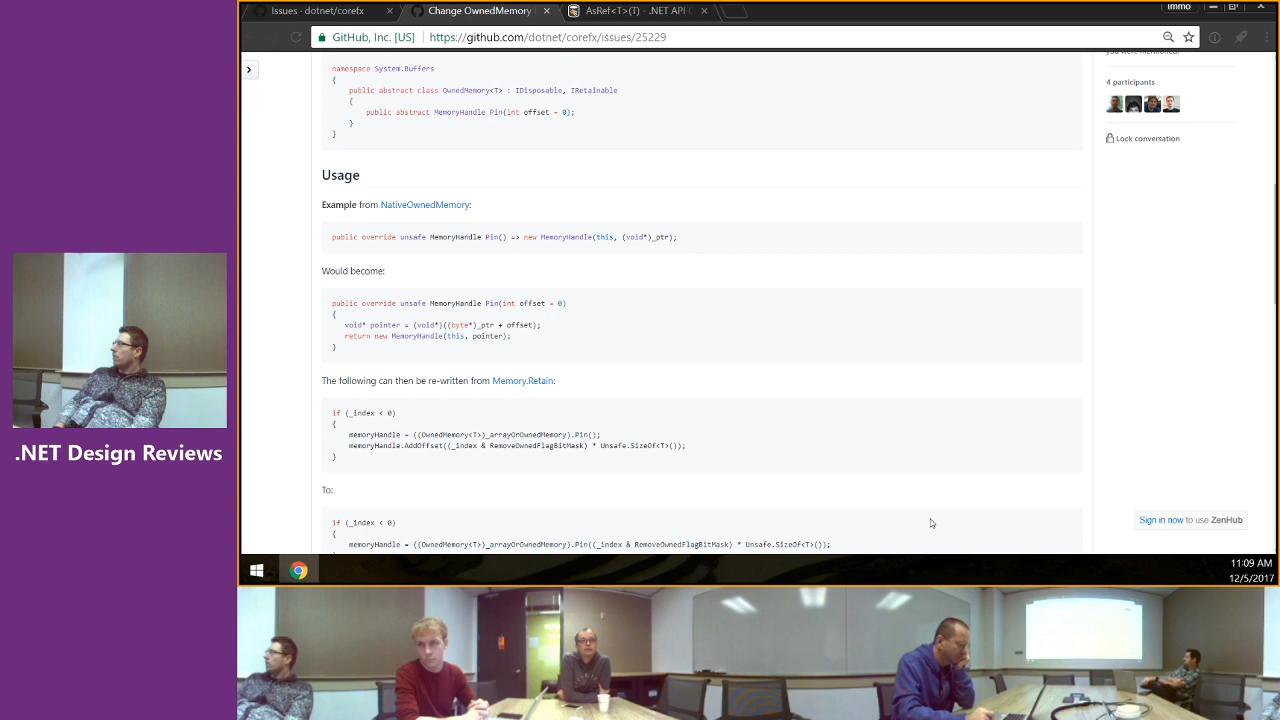 Issues - dotnet/corefx
Change OwnedMemory
AsRef<T>(T) - .NET API
Immo
GitHub, Inc. [US]
https://github.com/dotnet/corefx/issues/25229
you were mentioned.
namespace System.Buffers
{
public abstract class OwnedMemory<T> : IDisposable, IRetainable
{
public abstract MemoryHandle Pin(int offset = 0);
}
}
4 participants
Lock conversation
Usage
Example from NativeOwnedMemory:
public override unsafe MemoryHandle Pin() => new MemoryHandle(this, (void*)_ptr);
Would become:
public override unsafe MemoryHandle Pin(int offset = 0)
{
void* pointer = (void*)((byte*)_ptr + offset);
return new MemoryHandle(this, pointer);
}
The following can then be re-written from Memory.Retain:
if (_index < 0)
{
memoryHandle = ((OwnedMemory<T>)_arrayOrOwnedMemory).Pin();
memoryHandle.AddOffset((_index & RemoveOwnedFlagBitMask) * Unsafe.SizeOf<T>());
}
To:
if (_index < 0)
{
memoryHandle = ((OwnedMemory<T>)_arrayOrOwnedMemory).Pin((_index & RemoveOwnedFlagBitMask) * Unsafe.SizeOf<T>());
Sign in now to use ZenHub
.NET Design Reviews
11:09 AM
12/5/2017